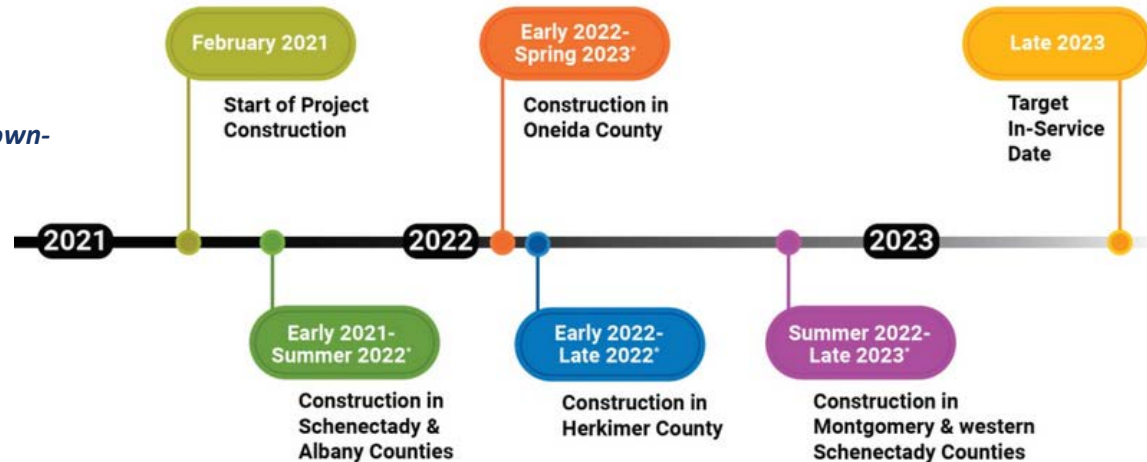 February 2021
Start of Project
Construction
Early 2022-
Spring 2023*
Construction in
Oneida County
Late 2023
Target
In-Service
Date
own-
2021
2022
2023
Early 2021-
Summer 2022*
Construction in
Schenectady &
Albany Counties
Early 2022-
Late 2022*
Construction in
Herkimer County
Summer 2022-
Late 2023*
Construction in
Montgomery & western
Schenectady Counties